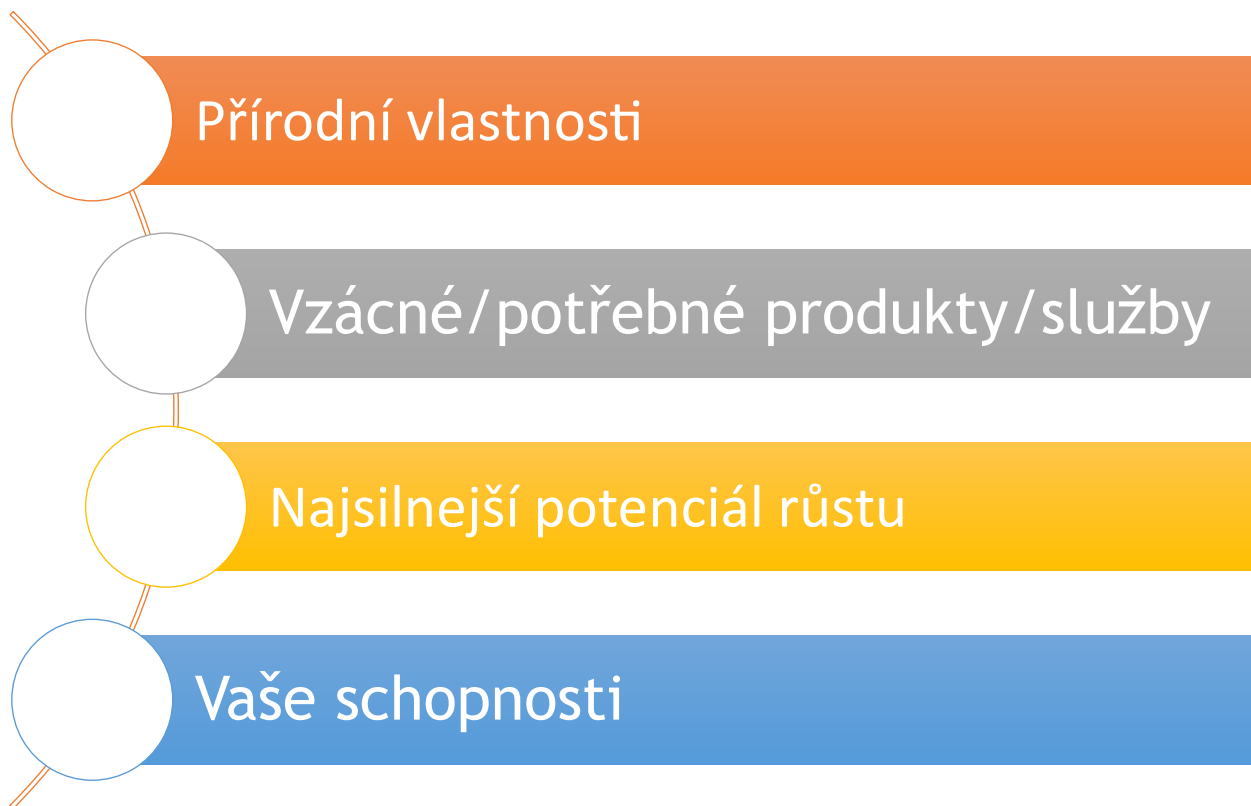 Přírodní vlastnosti
Vzácné/potřebné produkty/služby
Najsilnejší potenciál růstu
Vaše schopnosti